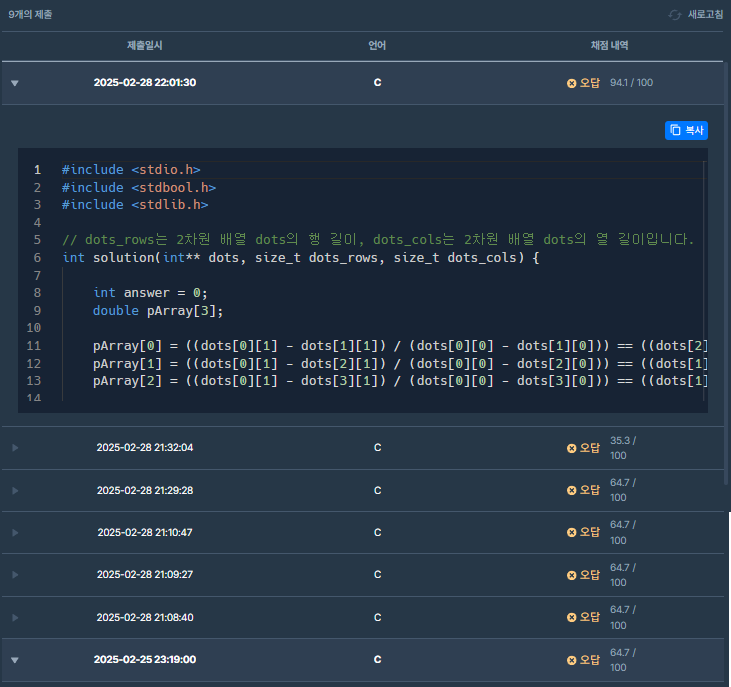 9개의 제출 새로고침
제출일시 언어 채점 내역
2025-02-28 22:01:30 C 오답 94.1 / 100
복사
1 #include <stdio.h>
2 #include <stdbool.h>
3 #include <stdlib.h>
4
5 // dots_rows는 2차원 배열 dots의 행 길이, dots_cols는 2차원 배열 dots의 열 길이입니다.
6 int solution(int** dots, size_t dots_rows, size_t dots_cols) {
7
8 int answer = 0;
9 double pArray[3];
10
11 pArray[0] = ((dots[0][1] - dots[1][1]) / (dots[0][0] - dots[1][0])) == ((dots[2]
12 pArray[1] = ((dots[0][1] - dots[2][1]) / (dots[0][0] - dots[2][0])) == ((dots[1]
13 pArray[2] = ((dots[0][1] - dots[3][1]) / (dots[0][0] - dots[3][0])) == ((dots[1]
14
2025-02-28 21:32:04 C 오답 35.3 /
100
2025-02-28 21:29:28 C 오답 64.7 /
100
2025-02-28 21:10:47 C 오답 64.7 /
100
2025-02-28 21:09:27 C 오답 64.7 /
100
2025-02-28 21:08:40 C 오답 64.7 /
100
2025-02-25 23:19:00 C 오답 64.7 /
100